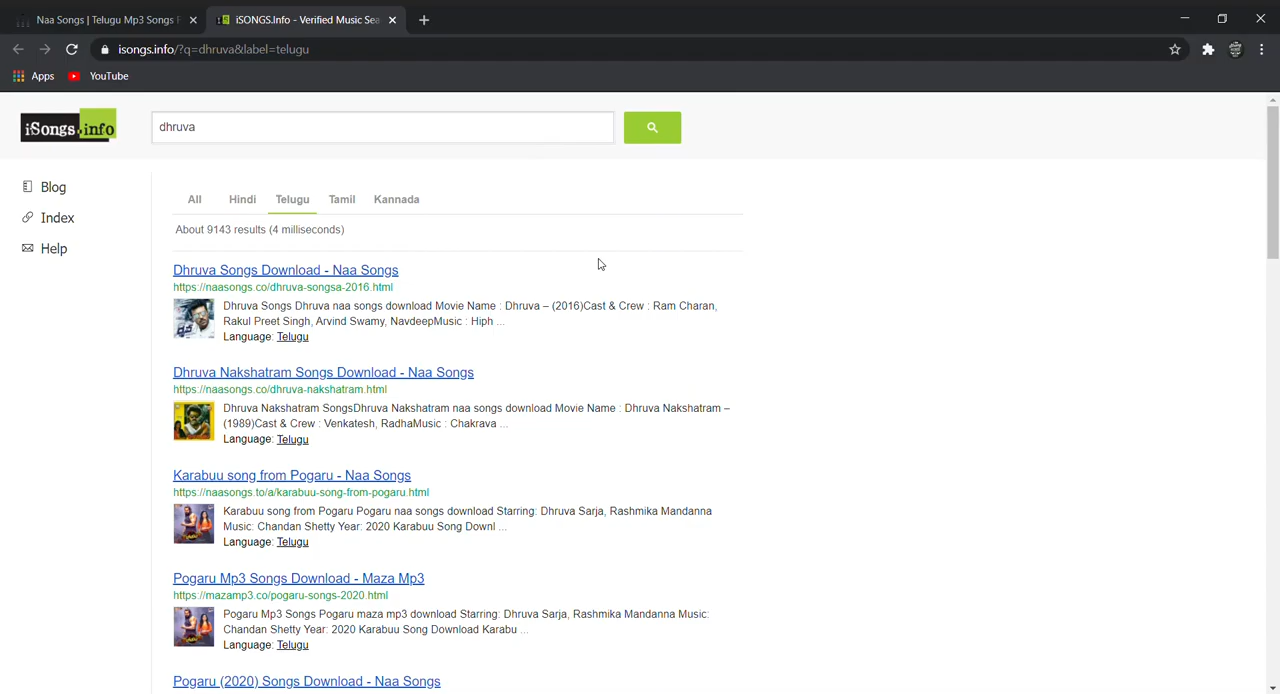 Naa Songs | Telugu Mp3 Songs F
iSONGS.Info - Verified Music Sea
isongs.info/?q=dhruva&label=telugu
Apps
YouTube
iSongs.info
dhruva
Blog
Index
Help
All Hindi Telugu Tamil Kannada
About 9143 results (4 milliseconds)
Dhruva Songs Download - Naa Songs
https://naasongs.co/dhruva-songsa-2016.html
Dhruva Songs Dhruva naa songs download Movie Name : Dhruva – (2016)Cast & Crew : Ram Charan,
Rakul Preet Singh, Arvind Swamy, NavdeepMusic : Hiph ...
Language: Telugu
Dhruva Nakshatram Songs Download - Naa Songs
https://naasongs.co/dhruva-nakshatram.html
Dhruva Nakshatram SongsDhruva Nakshatram naa songs download Movie Name : Dhruva Nakshatram –
(1989)Cast & Crew : Venkatesh, RadhaMusic : Chakrava ...
Language: Telugu
Karabuu song from Pogaru - Naa Songs
https://naasongs.to/a/karabuu-song-from-pogaru.html
Karabuu song from Pogaru Pogaru naa songs download Starring: Dhruva Sarja, Rashmika Mandanna
Music: Chandan Shetty Year: 2020 Karabuu Song Downl ...
Language: Telugu
Pogaru Mp3 Songs Download - Maza Mp3
https://mazamp3.co/pogaru-songs-2020.html
Pogaru Mp3 Songs Pogaru maza mp3 download Starring: Dhruva Sarja, Rashmika Mandanna Music:
Chandan Shetty Year: 2020 Karabuu Song Download Karabu ...
Language: Telugu
Pogaru (2020) Songs Download - Naa Songs